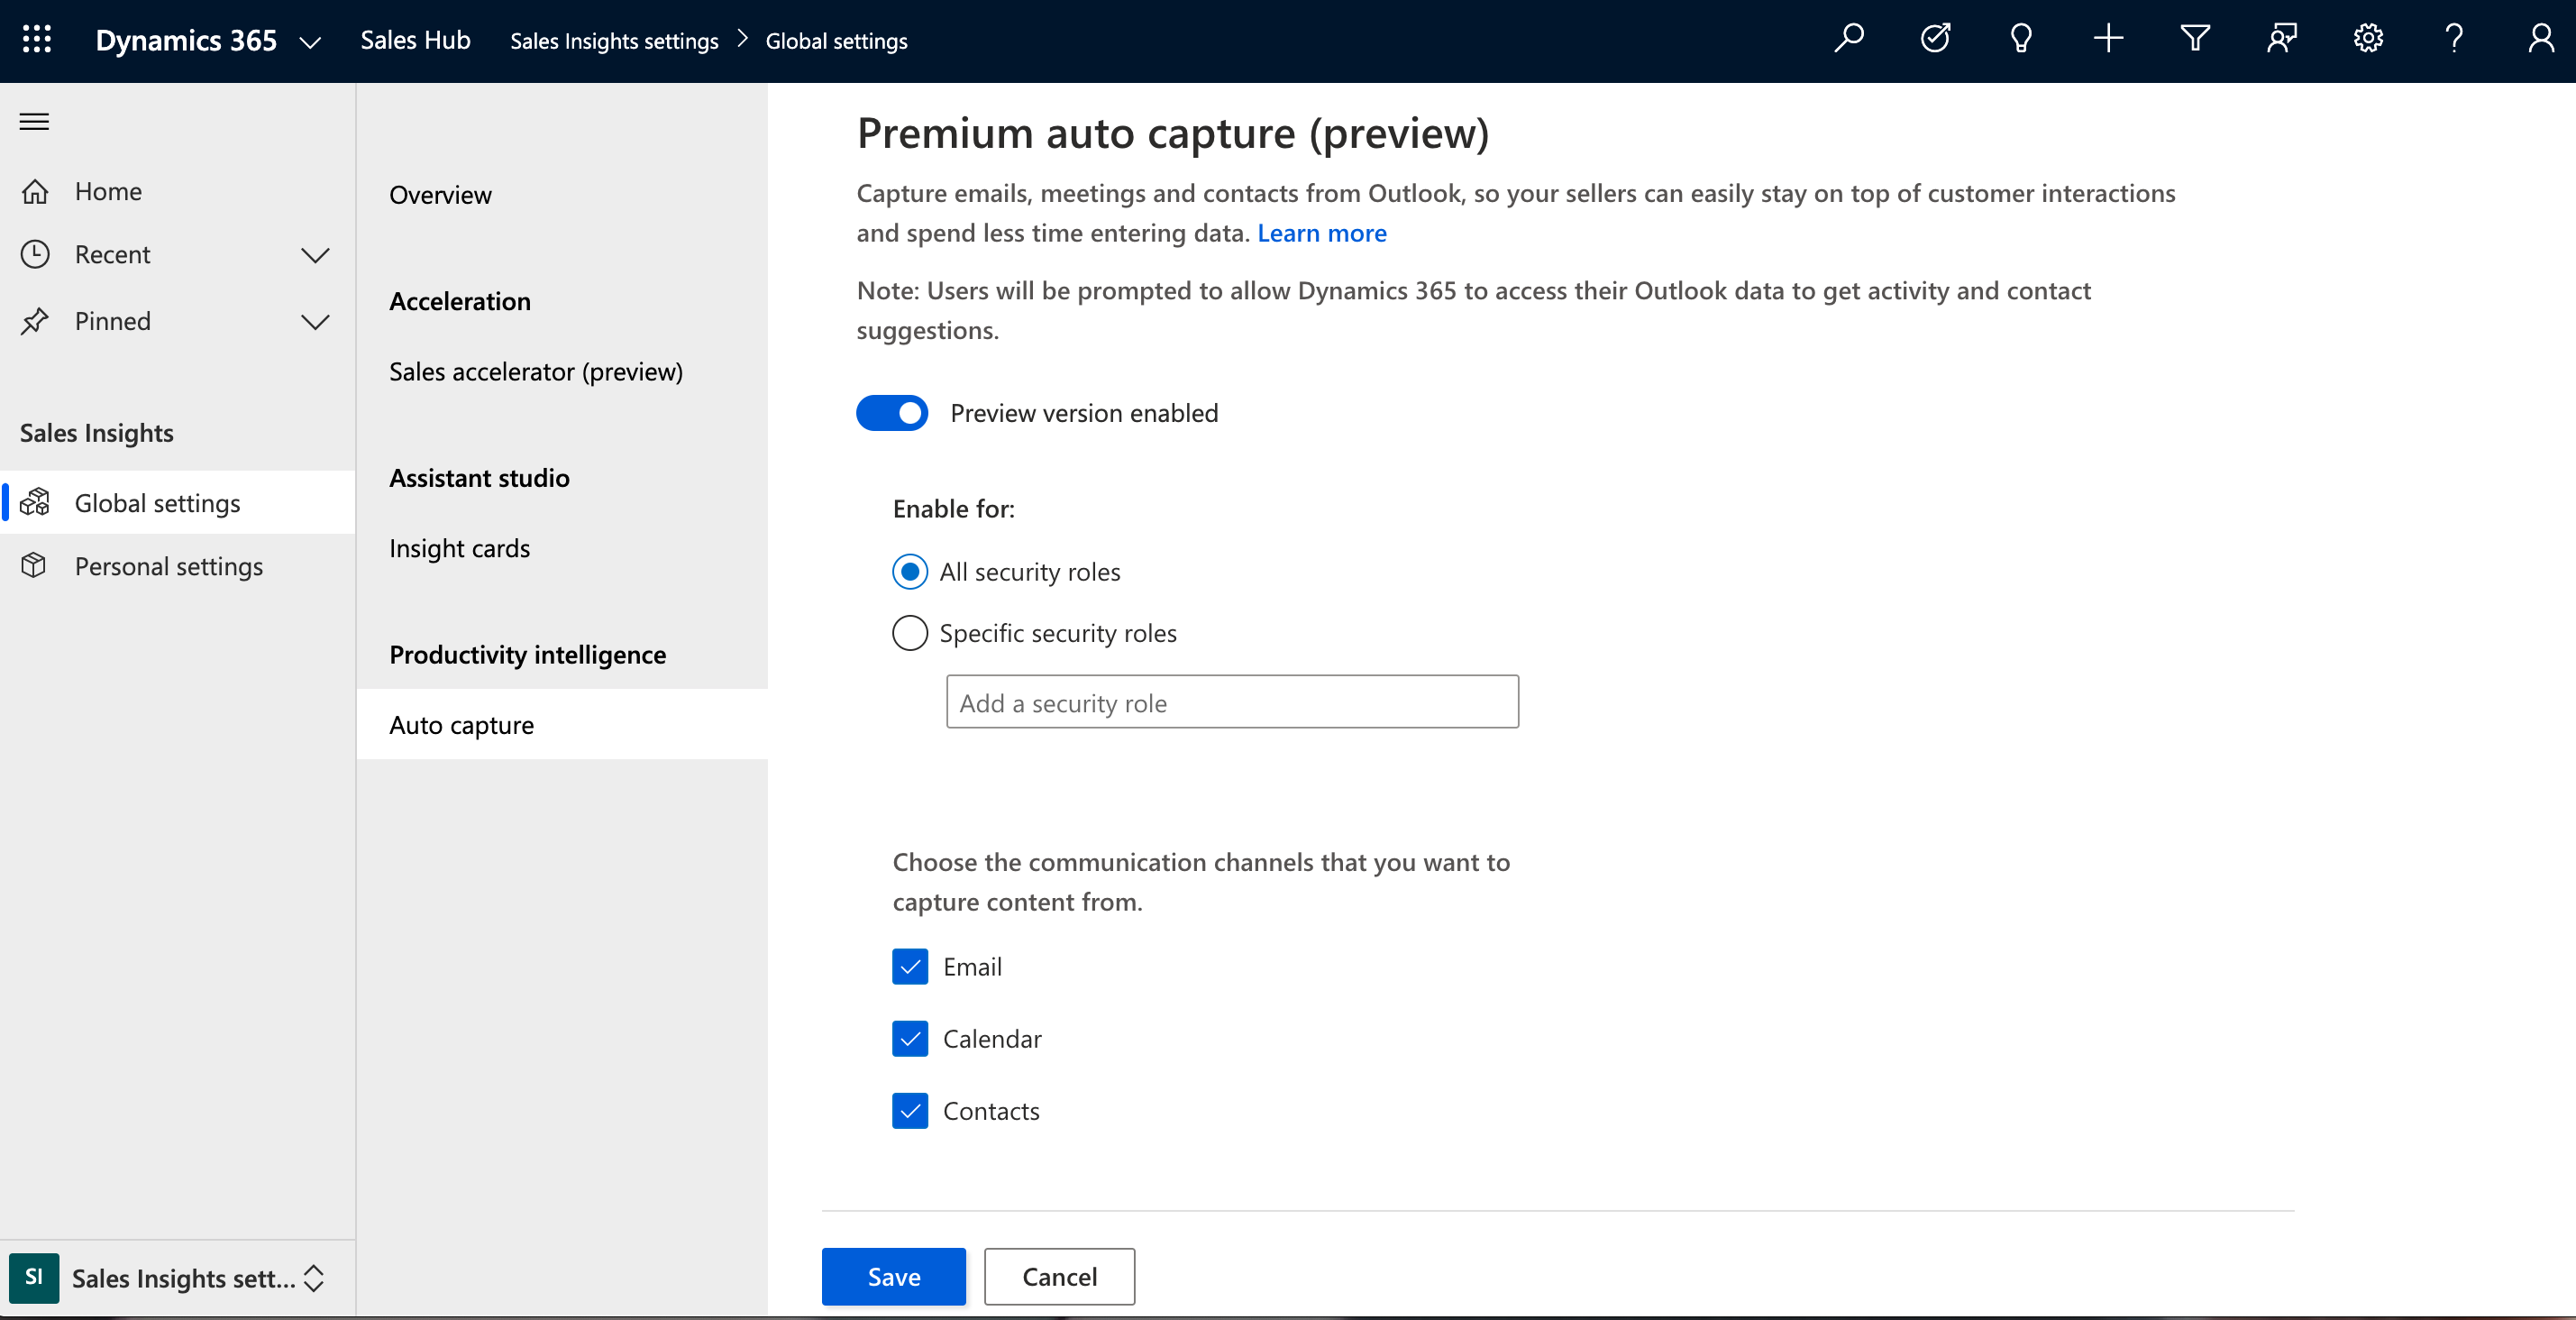 Dynamics 365
Sales Hub
Sales Insights settings
Global settings
Home
Recent
Pinned
Sales Insights
Global settings
Personal settings
SI
Sales Insights sett...
Overview
Acceleration
Sales accelerator (preview)
Assistant studio
Insight cards
Productivity intelligence
Auto capture
Premium auto capture (preview)
Capture emails, meetings and contacts from Outlook, so your sellers can easily stay on top of customer interactions
and spend less time entering data. Learn more
Note: Users will be prompted to allow Dynamics 365 to access their Outlook data to get activity and contact
suggestions.
Preview version enabled
Enable for:
All security roles
Specific security roles
Add a security role
Choose the communication channels that you want to
capture content from.
Email
Calendar
Contacts
Save
Cancel